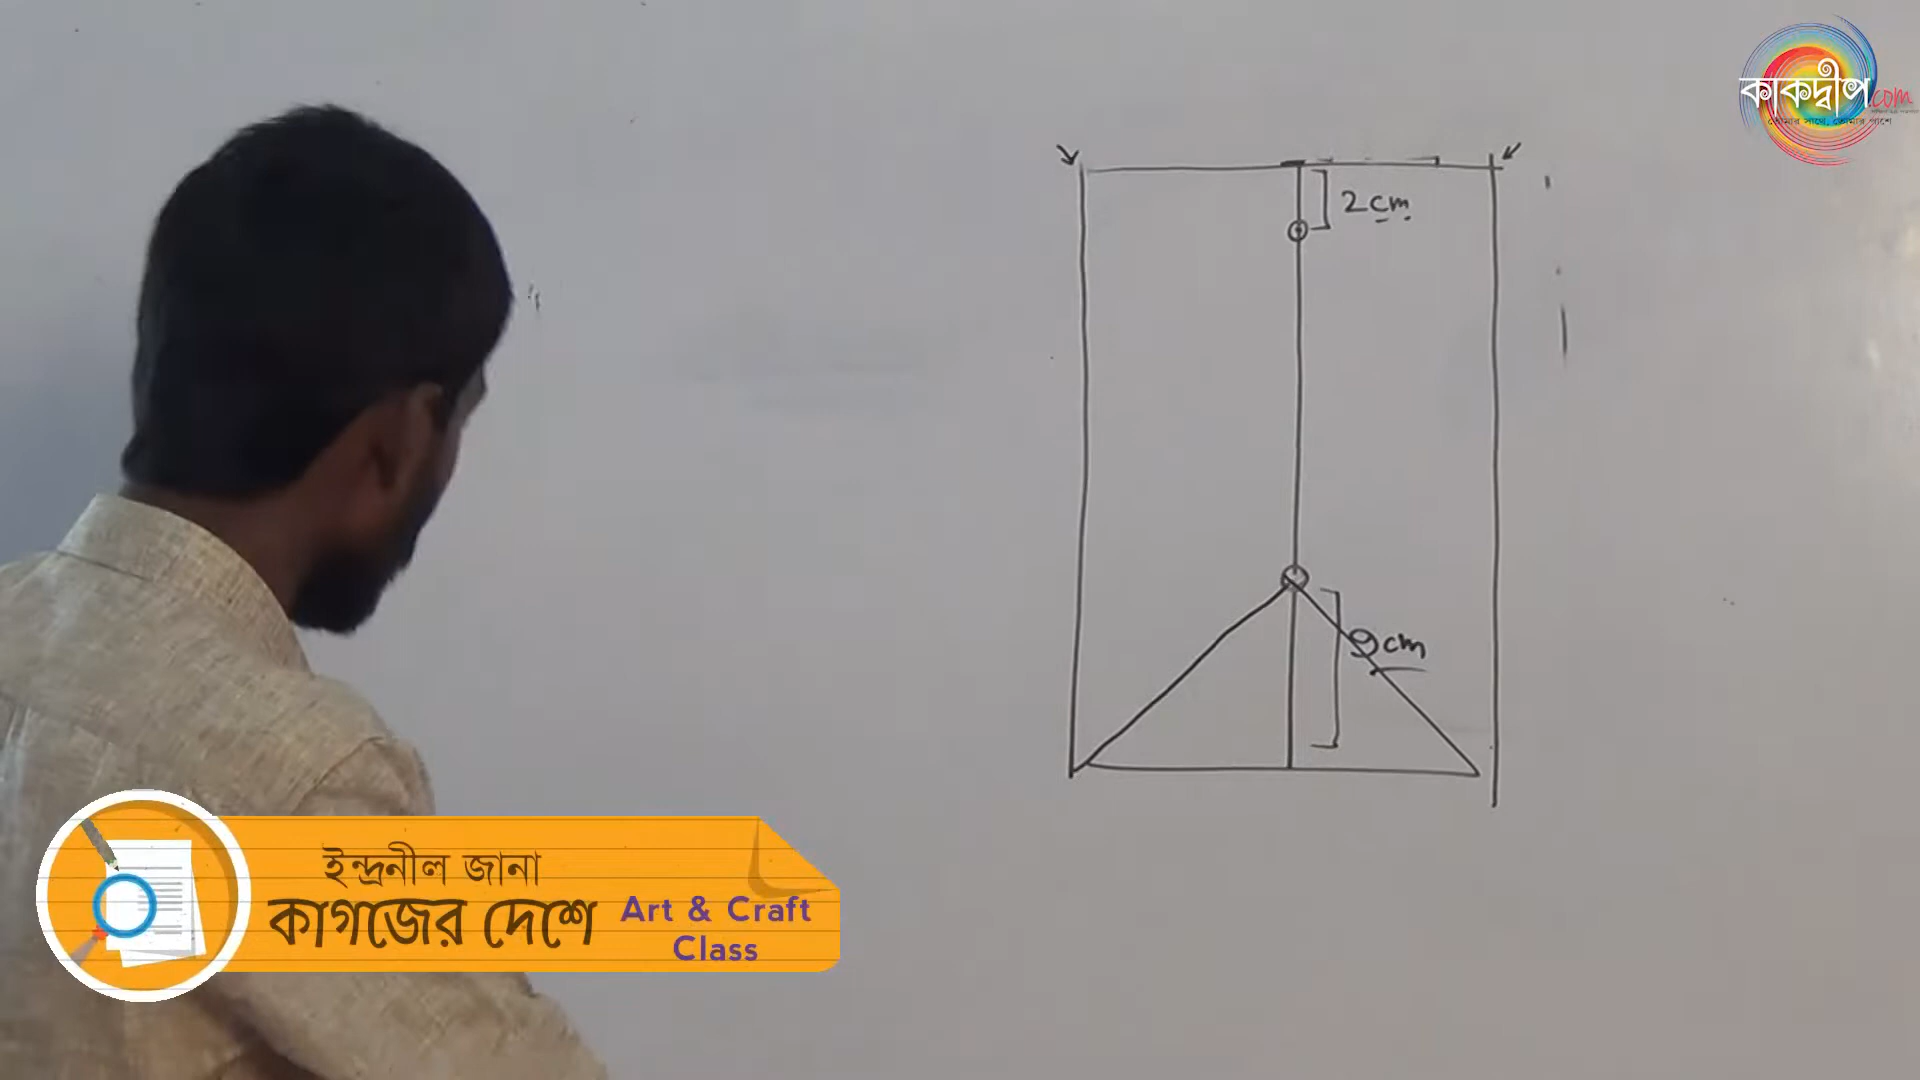 কাকদ্বীপ.com
তোমার সাথে, তোমার পাশে
2cm
9cm
ইন্দ্রনীল জানা
কাগজের দেশে
Art & Craft
Class